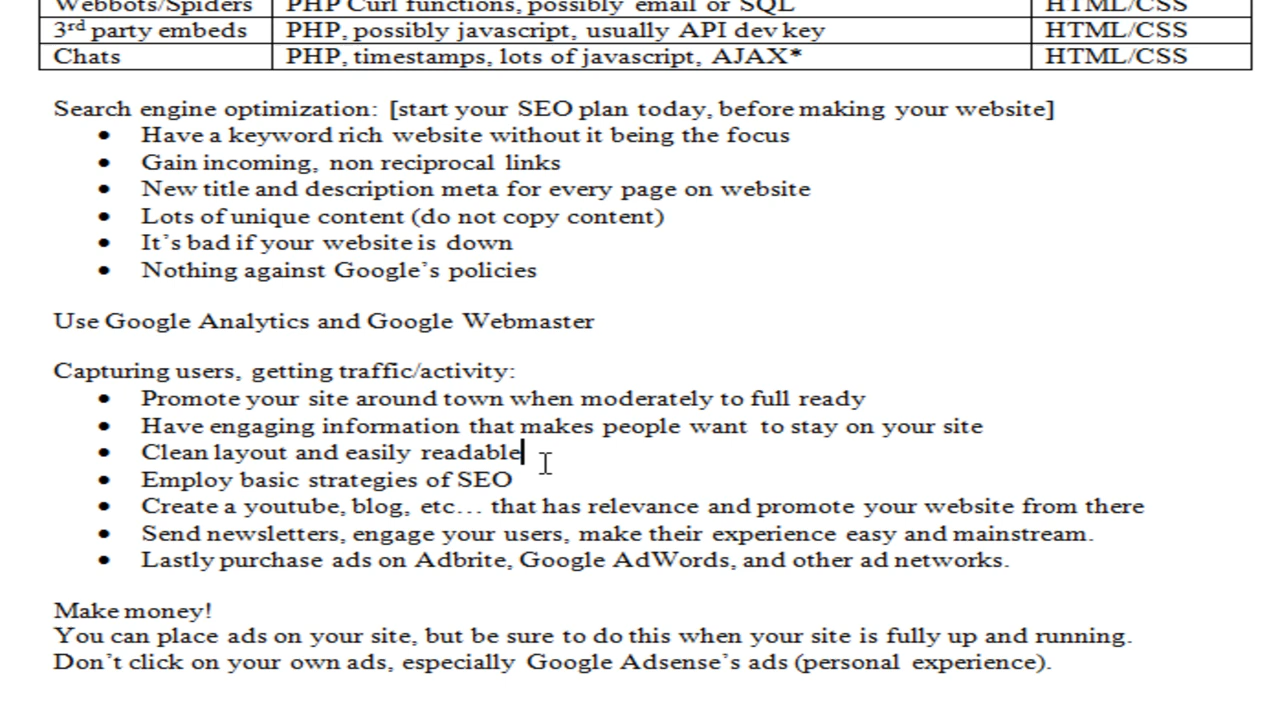 Webbots/Spiders PHP Curl functions, possibly email or SQL HTML/CSS
3rd party embeds PHP, possibly javascript, usually API dev key HTML/CSS
Chats PHP, timestamps, lots of javascript, AJAX* HTML/CSS
Search engine optimization: [start your SEO plan today, before making your website]
• Have a keyword rich website without it being the focus
• Gain incoming, non reciprocal links
• New title and description meta for every page on website
• Lots of unique content (do not copy content)
• It's bad if your website is down
• Nothing against Google's policies
Use Google Analytics and Google Webmaster
Capturing users, getting traffic/activity:
• Promote your site around town when moderately to full ready
• Have engaging information that makes people want to stay on your site
• Clean layout and easily readable
• Employ basic strategies of SEO
• Create a youtube, blog, etc... that has relevance and promote your website from there
• Send newsletters, engage your users, make their experience easy and mainstream.
• Lastly purchase ads on Adbrite, Google AdWords, and other ad networks.
Make money!
You can place ads on your site, but be sure to do this when your site is fully up and running.
Don't click on your own ads, especially Google Adsense's ads (personal experience).